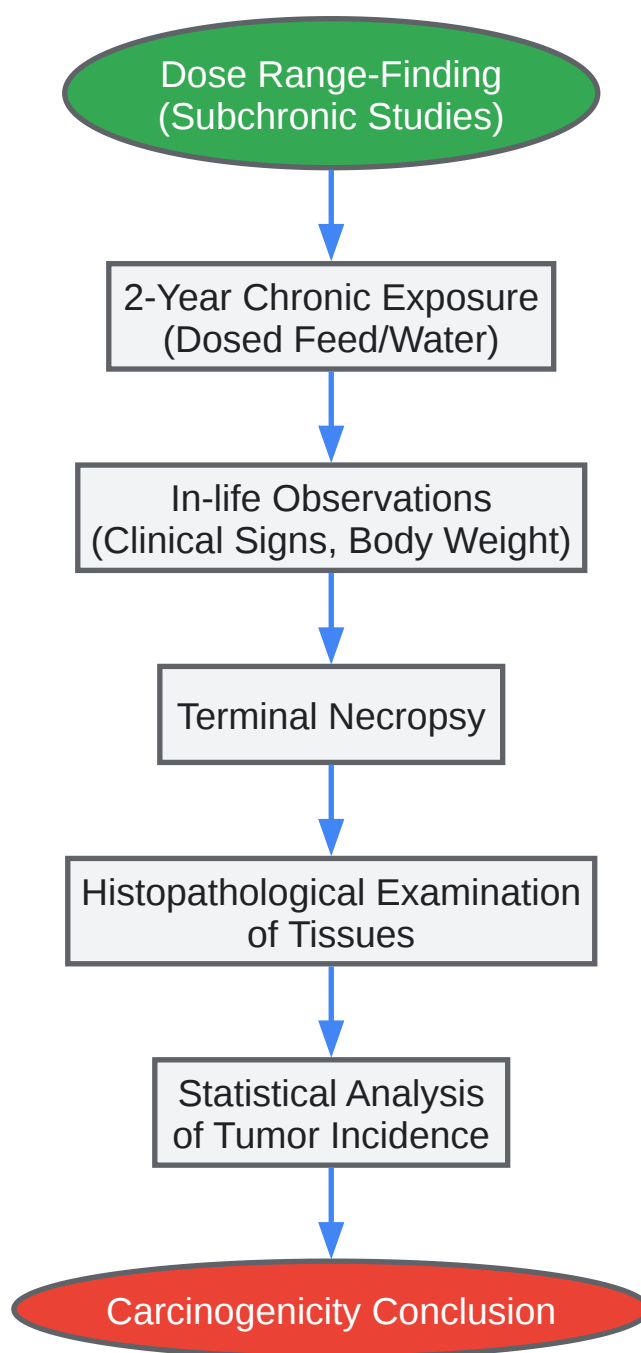 Dose Range-Finding
(Subchronic Studies)
2-Year Chronic Exposure
(Dosed Feed/Water)
In-life Observations
(Clinical Signs, Body Weight)
Terminal Necropsy
Histopathological Examination
of Tissues
Statistical Analysis
of Tumor Incidence
Carcinogenicity Conclusion